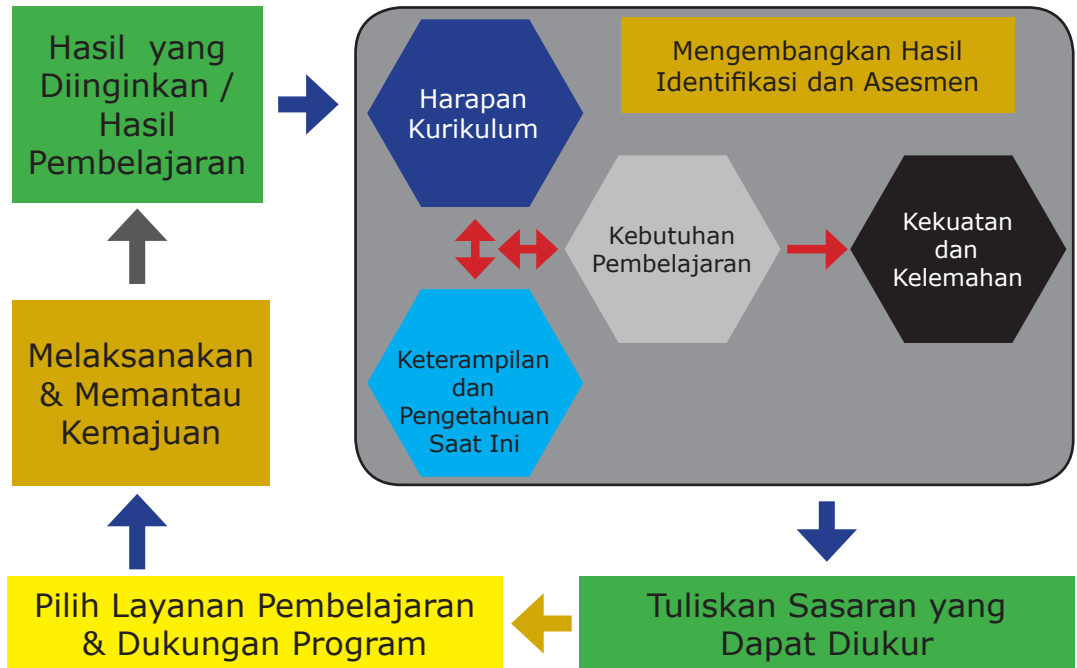 Hasil yang
Diinginkan /
Hasil
Pembelajaran
Harapan
Kurikulum
Mengembangkan Hasil
Identifikasi dan Asesmen
Kebutuhan
Pembelajaran
Kekuatan
dan
Kelemahan
Keterampilan
dan
Pengetahuan
Saat Ini
Melaksanakan
& Memantau
Kemajuan
Pilih Layanan Pembelajaran
& Dukungan Program
Tuliskan Sasaran yang
Dapat Diukur